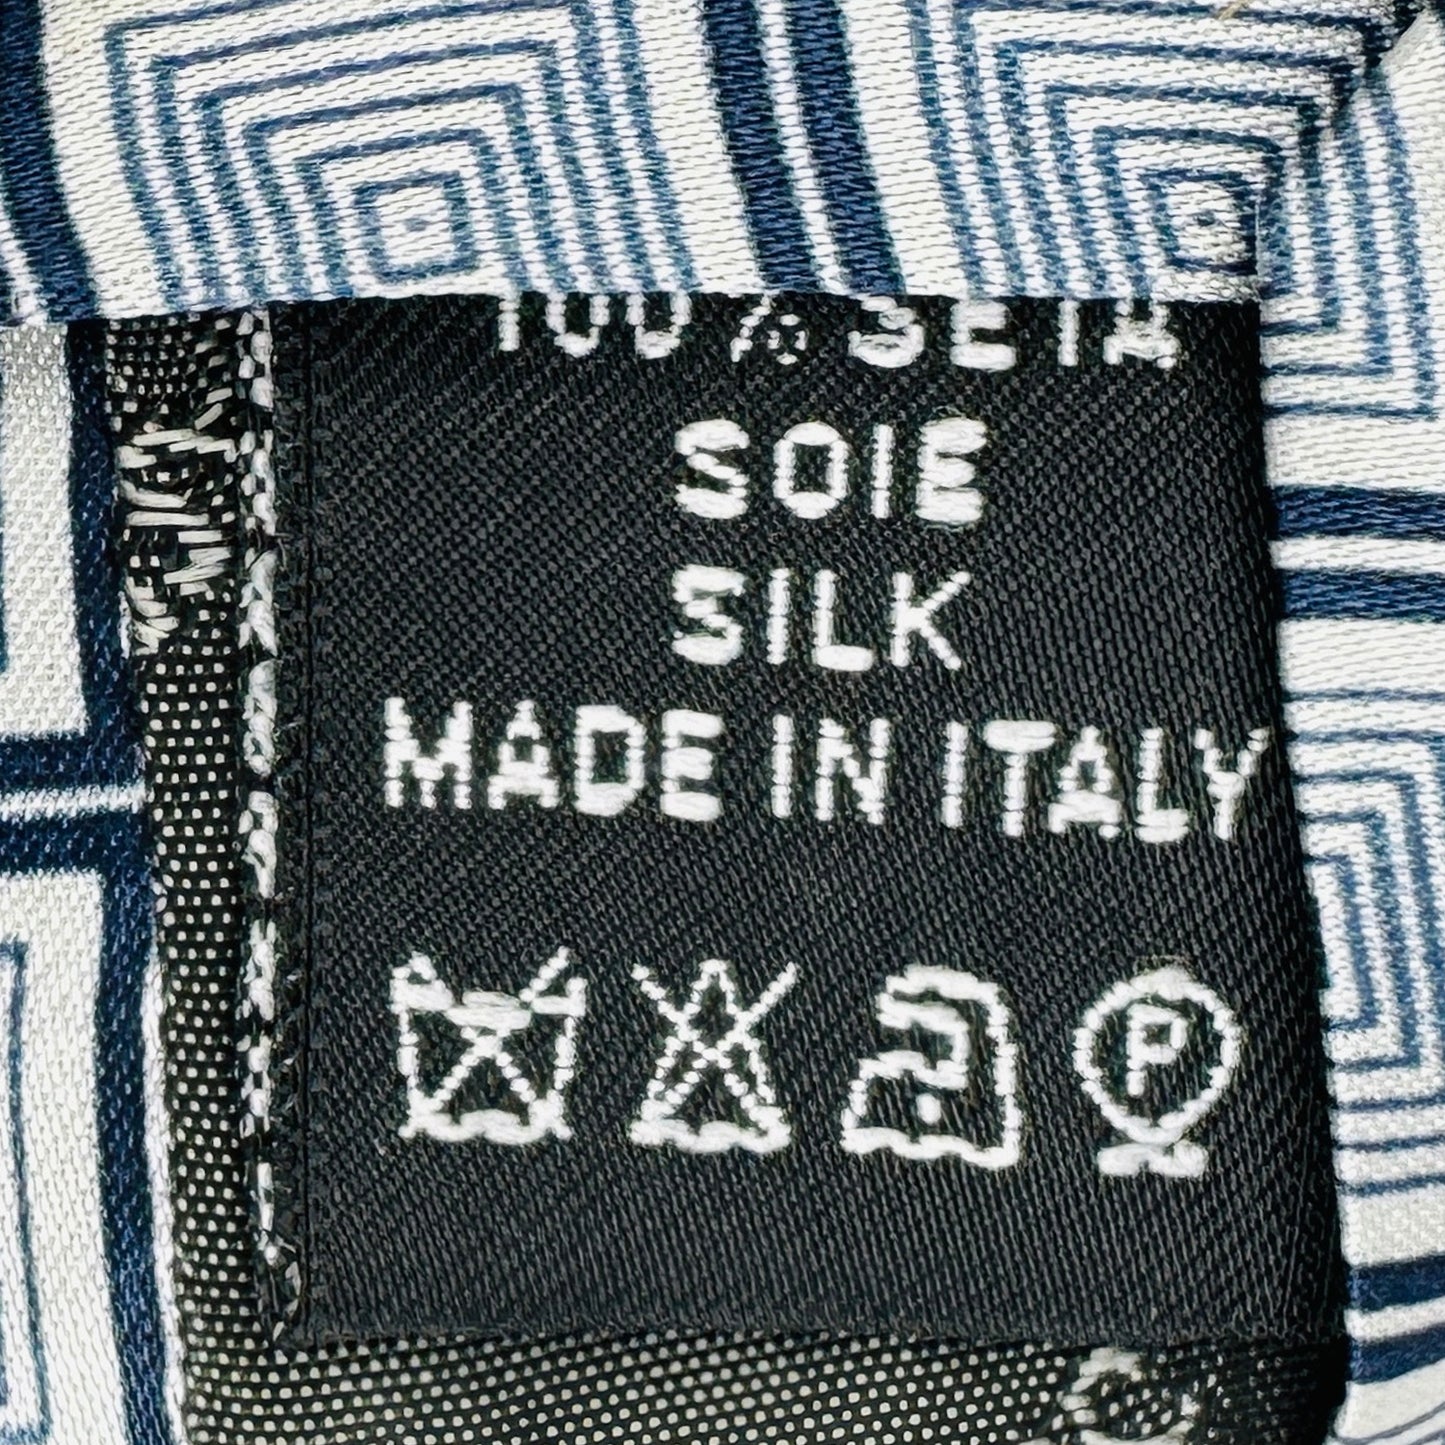 100% SETA
SOIE
SILK
MADE IN ITALY
P